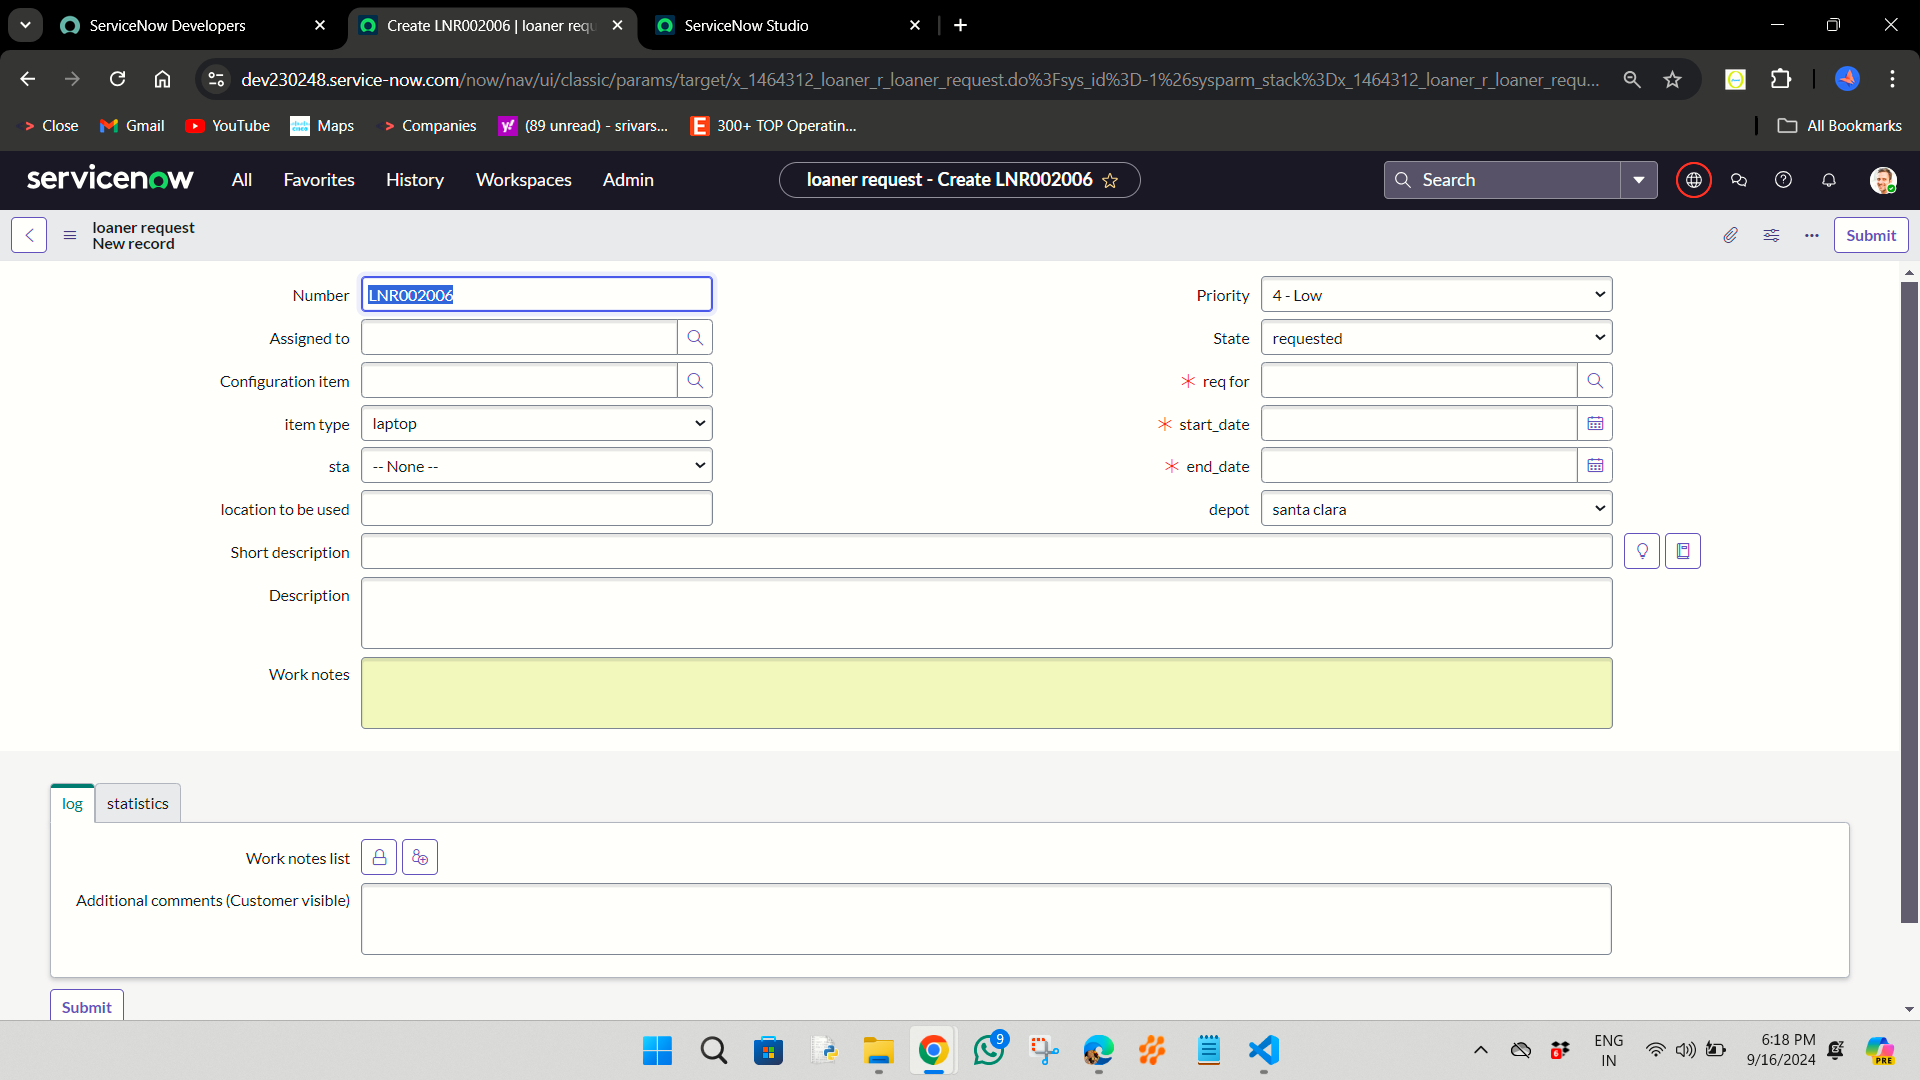 ServiceNow Developers
Create LNR002006 | loaner requ
ServiceNow Studio
dev230248.service-now.com/now/nav/ui/classic/params/target/x_1464312_loaner_r_loaner_request.do%3Fsys_id%3D-1%26sysparm_stack%3Dx_1464312_loaner_r_loaner_requ...
Close
Gmail
YouTube
Maps
Companies
(89 unread) - srivars...
300+ TOP Operatin...
All Bookmarks
servicenow
All
Favorites
History
Workspaces
Admin
loaner request - Create LNR002006
Search
loaner request
New record
Submit
Number
LNR002006
Priority
4 - Low
Assigned to
State
requested
Configuration item
req for
item type
laptop
start_date
sta
-- None --
end_date
location to be used
depot
santa clara
Short description
Description
Work notes
log
statistics
Work notes list
Additional comments (Customer visible)
Submit
9
6
ENG
IN
6:18 PM
9/16/2024
PRE